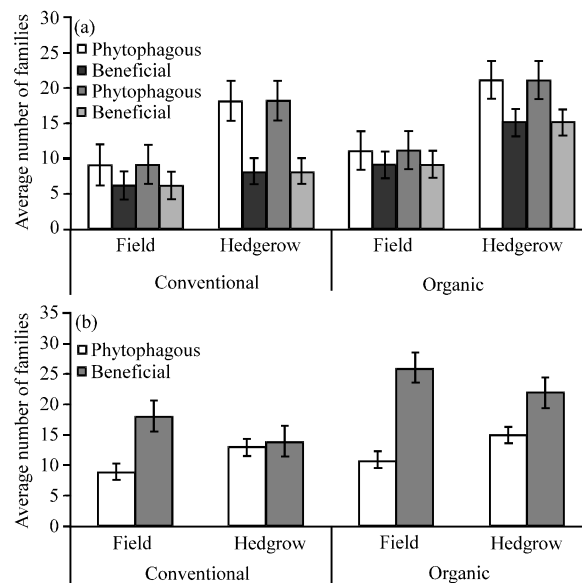 (a)
Average number of families
30
25
20
15
10
5
0
Phytophagous
Beneficial
Phytophagous
Beneficial
Field Hedgerow Field Hedgerow
Conventional Organic
(b)
Average number of families
35
30
25
20
15
10
5
0
Phytophagous
Beneficial
Field Hedgrow Field Hedgrow
Conventional Organic